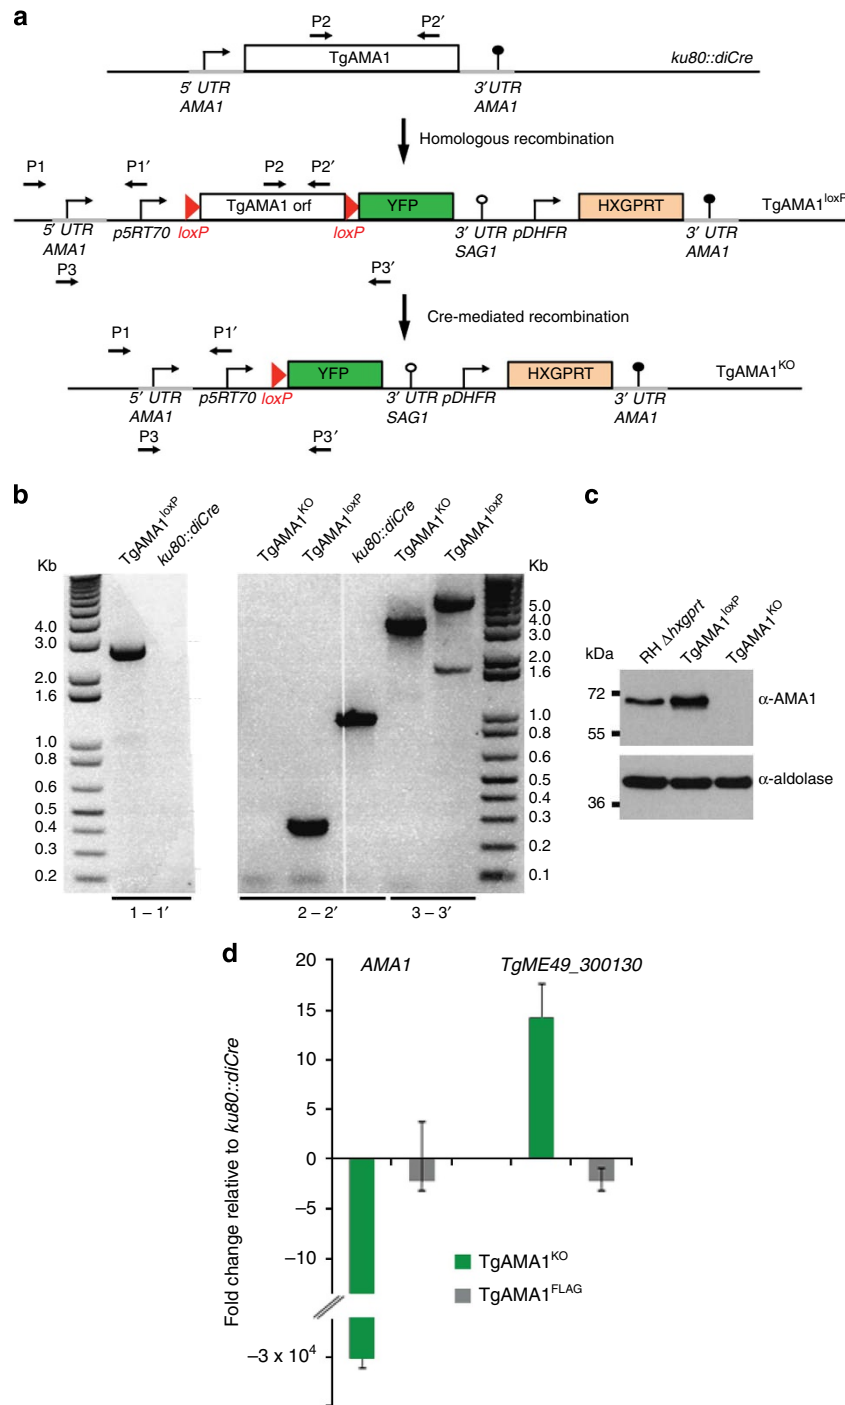 a
P2 P2′
TgAMA1
ku80::diCre
5′ UTR
AMA1
3′UTR
AMA1
Homologous recombination
P1 P1′ P2 P2′
TgAMA1 orf YFP HXGPRT TgAMA1loxP
5′ UTR
AMA1
p5RT70 loxP loxP
3′ UTR
SAG1
pDHFR
3′ UTR
AMA1
P3 P3′
Cre-mediated recombination
P1 P1′
YFP HXGPRT TgAMA1KO
5′ UTR
AMA1
p5RT70 loxP
3′ UTR
SAG1
pDHFR
3′ UTR
AMA1
P3 P3′
b
TgAMA1loxP
ku80::diCre
TgAMA1KO
TgAMA1loxP
ku80::diCre
TgAMA1KO
TgAMA1loxP
Kb
4.0
3.0
2.0
1.6
1.0
0.8
0.6
0.5
0.4
0.3
0.2
Kb
5.0
4.0
3.0
2.0
1.6
1.0
0.8
0.6
0.5
0.4
0.3
0.2
0.1
1 – 1′
2 – 2′
3 – 3′
c
RH Δhxgprt
TgAMA1loxP
TgAMA1KO
kDa
72
55
36
α-AMA1
α-aldolase
d
AMA1 TgME49_300130
Fold change relative to ku80::diCre
20
15
10
5
0
–5
–10
–3 x 10⁴
TgAMA1KO
TgAMA1FLAG